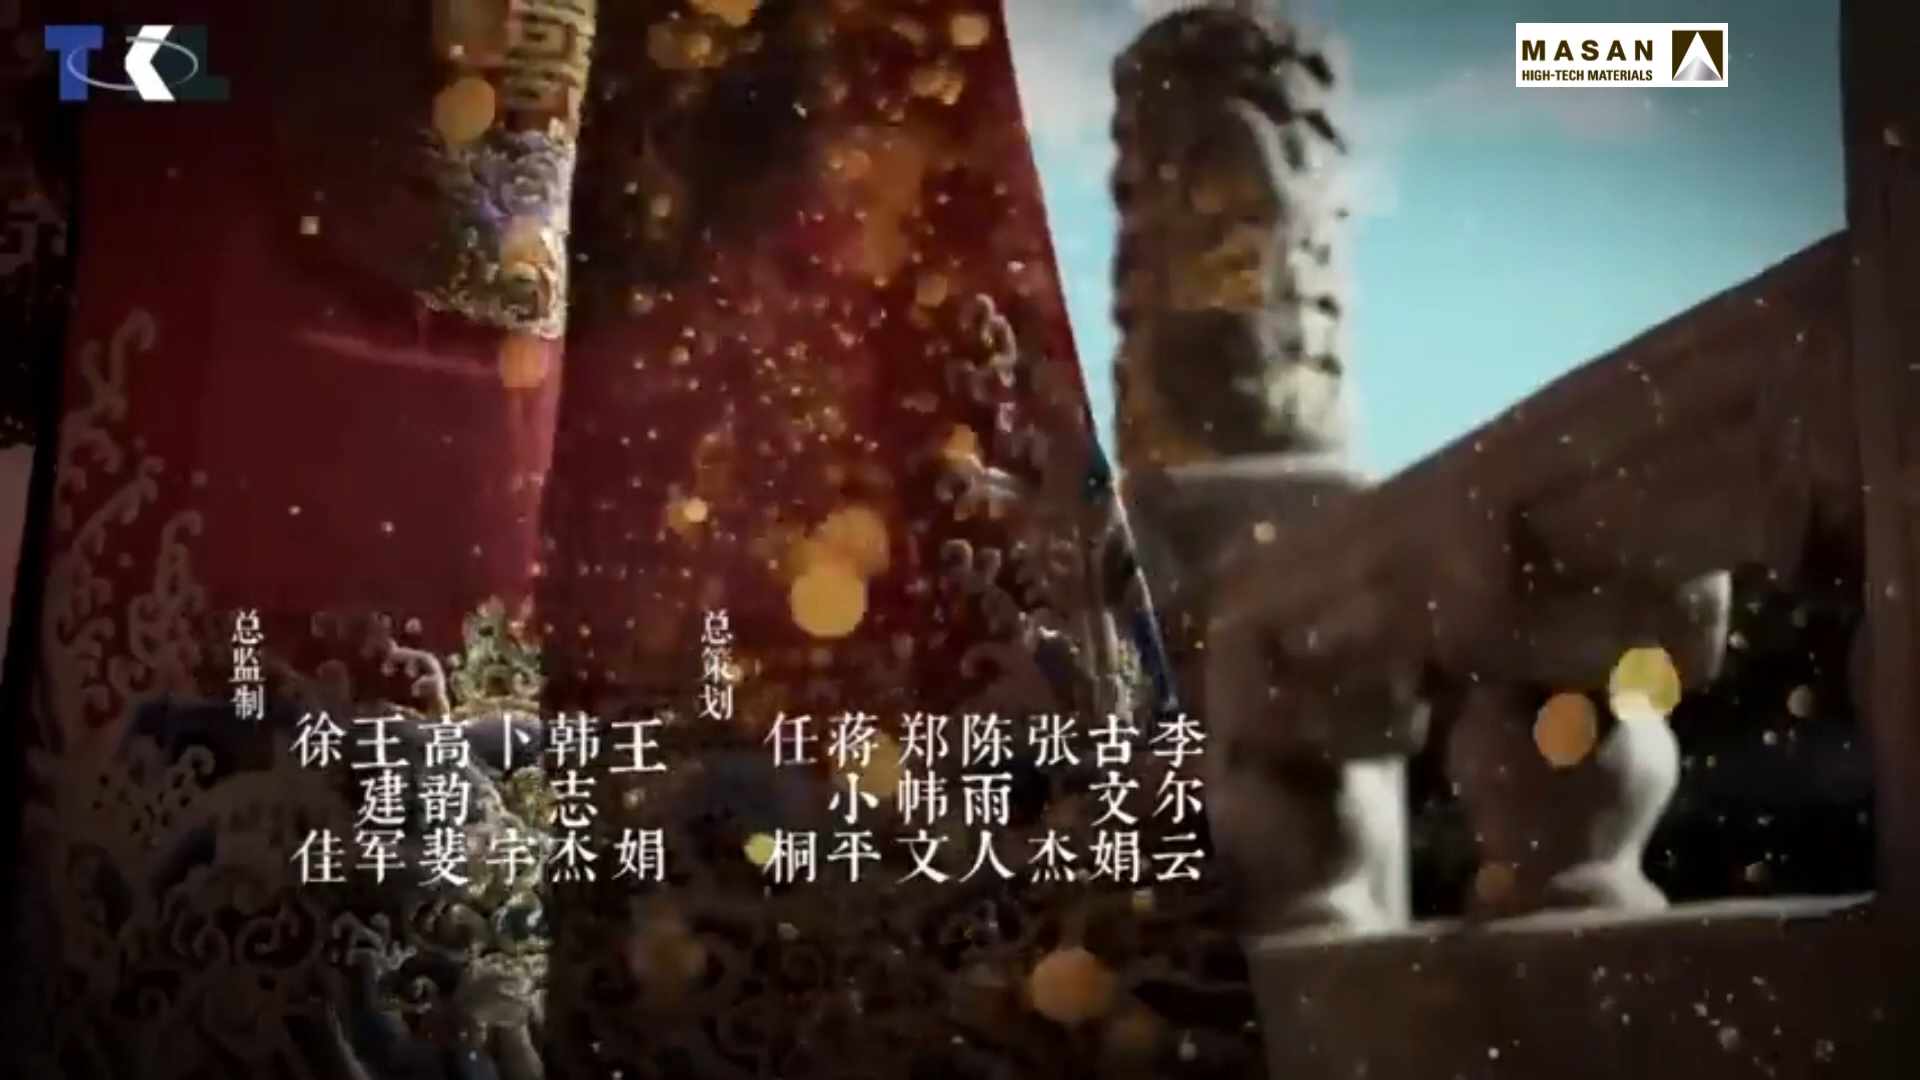 TKL
MASAN
HIGH-TECH MATERIALS
总监制
徐佳
王建军
高韵斐
卜宇
韩志杰
王娟
总策划
任桐
蒋小平
郑帏文
陈雨人
张杰
古文娟
李尔云